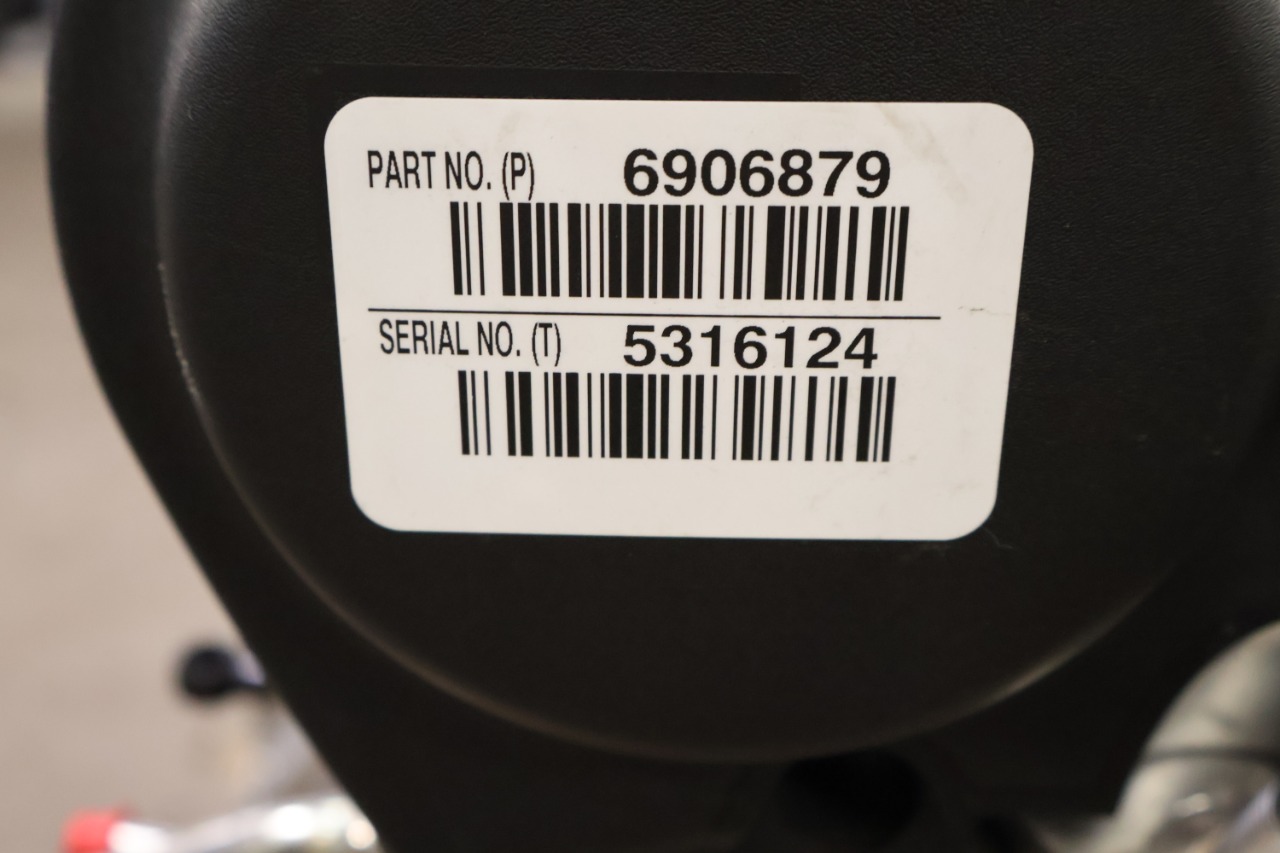 PART NO. (P) 6906879
SERIAL NO. (T) 5316124